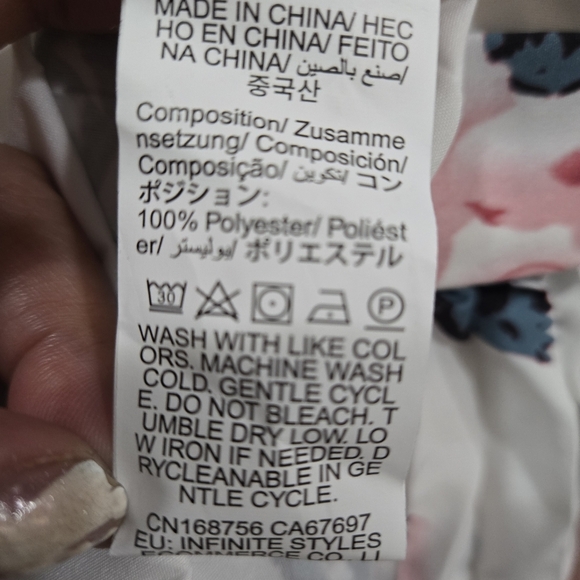 MADE IN CHINA/ HEC
HO EN CHINA/ FEITO
NA CHINA/ صنع بالصين/
중국산
Composition/ Zusamme
nsetzung/ Composición/
Composição/ تكوين/ コン
ポジション:
100% Polyester/ Poliést
er/ بوليستر/ ポリエステル
30
P
WASH WITH LIKE COL
ORS. MACHINE WASH
COLD. GENTLE CYCL
E. DO NOT BLEACH. T
UMBLE DRY LOW. LO
W IRON IF NEEDED. D
RYCLEANABLE IN GE
NTLE CYCLE.
CN168756 CA67697
EU: INFINITE STYLES
ECOMMERCE CO. LI